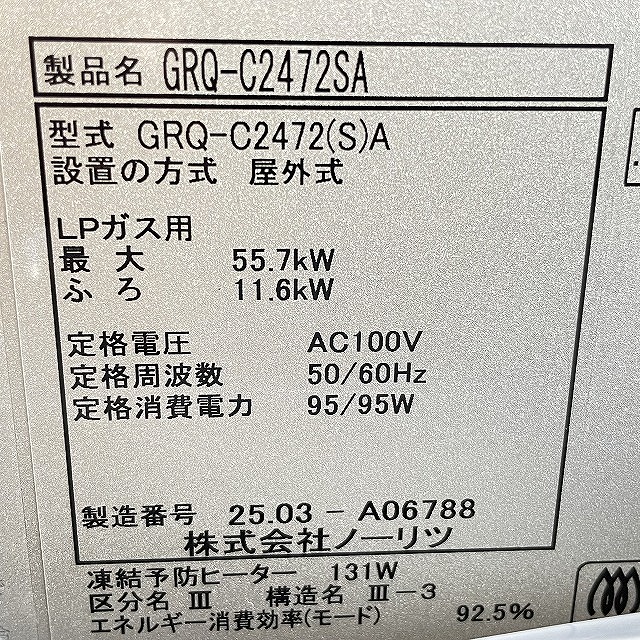 製品名 GRQ-C2472SA
型式 GRQ-C2472(S)A
設置の方式 屋外式
LPガス用
最大 55.7kW
ふろ 11.6kW
定格電圧 AC100V
定格周波数 50/60Hz
定格消費電力 95/95W
製造番号 25.03 - A06788
株式会社ノーリツ
凍結予防ヒーター 131W
区分名 Ⅲ 構造名 Ⅲ-3
エネルギー消費効率(モード) 92.5%